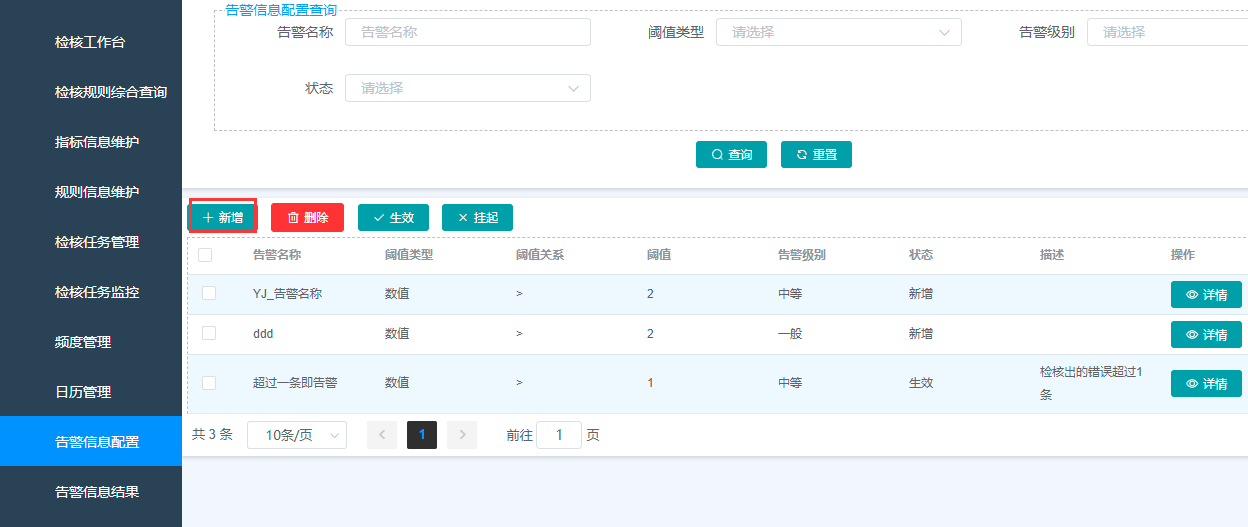 检核工作台
检核规则综合查询
指标信息维护
规则信息维护
检核任务管理
检核任务监控
频度管理
日历管理
告警信息配置
告警信息结果
告警信息配置查询
告警名称 告警名称 阈值类型 请选择 告警级别 请选择
状态 请选择
查询 重置
新增 删除 生效 挂起
告警名称 阈值类型 阈值关系 阈值 告警级别 状态 描述 操作
YJ_告警名称 数值 > 2 中等 新增 详情
ddd 数值 > 2 一般 新增 详情
超过一条即告警 数值 > 1 中等 生效 检核出的错误超过1 详情
条
共 3 条 10条/页 1 前往 1 页